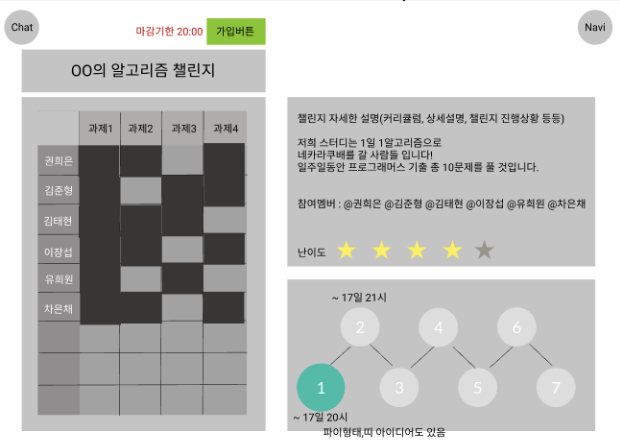 Chat
마감기한 20:00
가입버튼
Navi
OO의 알고리즘 챌린지
과제1 과제2 과제3 과제4
권희은
김준형
김태현
이장섭
유희원
차은채
챌린지 자세한 설명(커리큘럼, 상세설명, 챌린지 진행상황 등등)
저희 스터디는 1일 1알고리즘으로
네카라쿠배를 갈 사람들 입니다!
일주일동안 프로그래머스 기출 총 10문제를 풀 것입니다.
참여멤버 : @권희은 @김준형 @김태현 @이장섭 @유희원 @차은채
난이도
~ 17일 21시
2 4 6
1 3 5 7
~ 17일 20시
파이형태,띠 아이디어도 있음